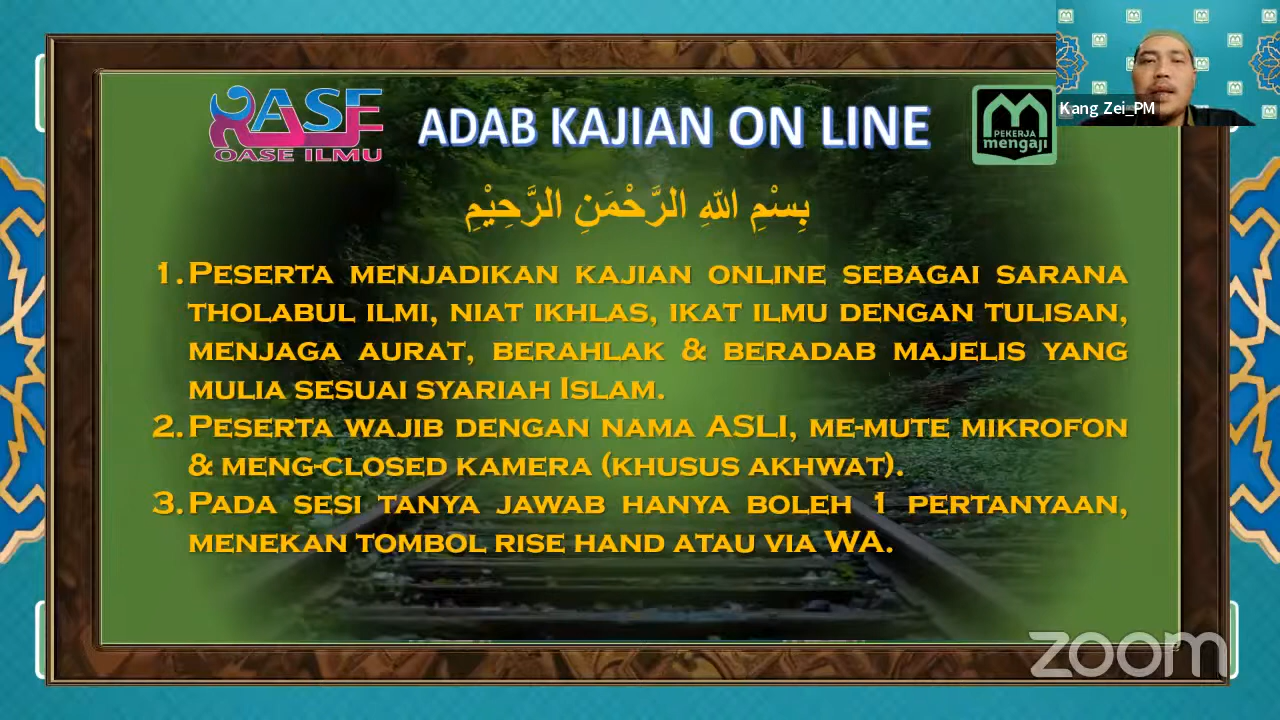 OASE
OASE ILMU
ADAB KAJIAN ON LINE
PEKERJA
mengaji
Kang Zei_PM
بِسْمِ اللّٰهِ الرَّحْمَنِ الرَّحِيْمِ
1. PESERTA MENJADIKAN KAJIAN ONLINE SEBAGAI SARANA
THOLABUL ILMI, NIAT IKHLAS, IKAT ILMU DENGAN TULISAN,
MENJAGA AURAT, BERAHLAK & BERADAB MAJELIS YANG
MULIA SESUAI SYARIAH ISLAM.
2. PESERTA WAJIB DENGAN NAMA ASLI, ME-MUTE MIKROFON
& MENG-CLOSED KAMERA (KHUSUS AKHWAT).
3. PADA SESI TANYA JAWAB HANYA BOLEH 1 PERTANYAAN,
MENEKAN TOMBOL RISE HAND ATAU VIA WA.
zoom